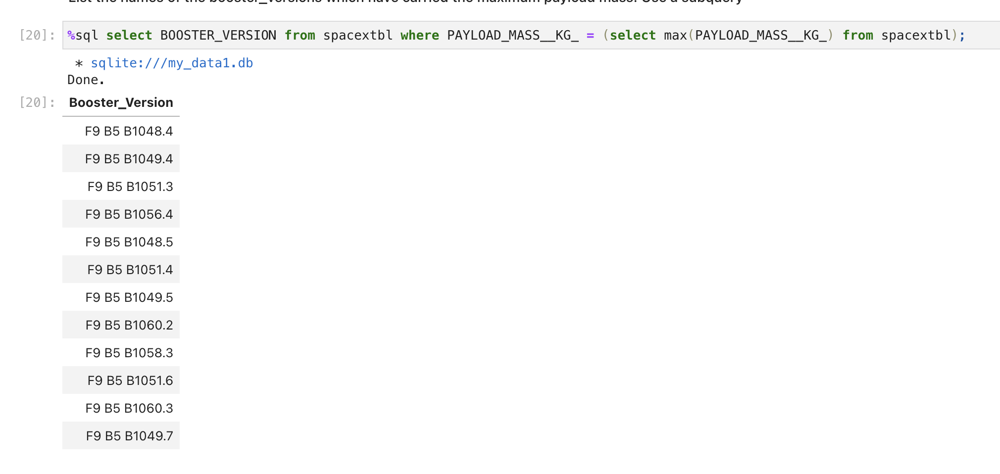 List the names of the booster_versions which have carried the maximum payload mass. Use a subquery
[20]: %sql select BOOSTER_VERSION from spacextbl where PAYLOAD_MASS__KG_ = (select max(PAYLOAD_MASS__KG_) from spacextbl);
* sqlite:///my_data1.db
Done.
[20]: Booster_Version
F9 B5 B1048.4
F9 B5 B1049.4
F9 B5 B1051.3
F9 B5 B1056.4
F9 B5 B1048.5
F9 B5 B1051.4
F9 B5 B1049.5
F9 B5 B1060.2
F9 B5 B1058.3
F9 B5 B1051.6
F9 B5 B1060.3
F9 B5 B1049.7